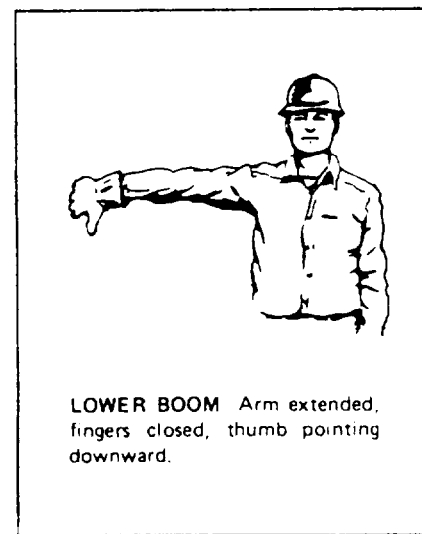 LOWER BOOM Arm extended,
fingers closed, thumb pointing
downward.